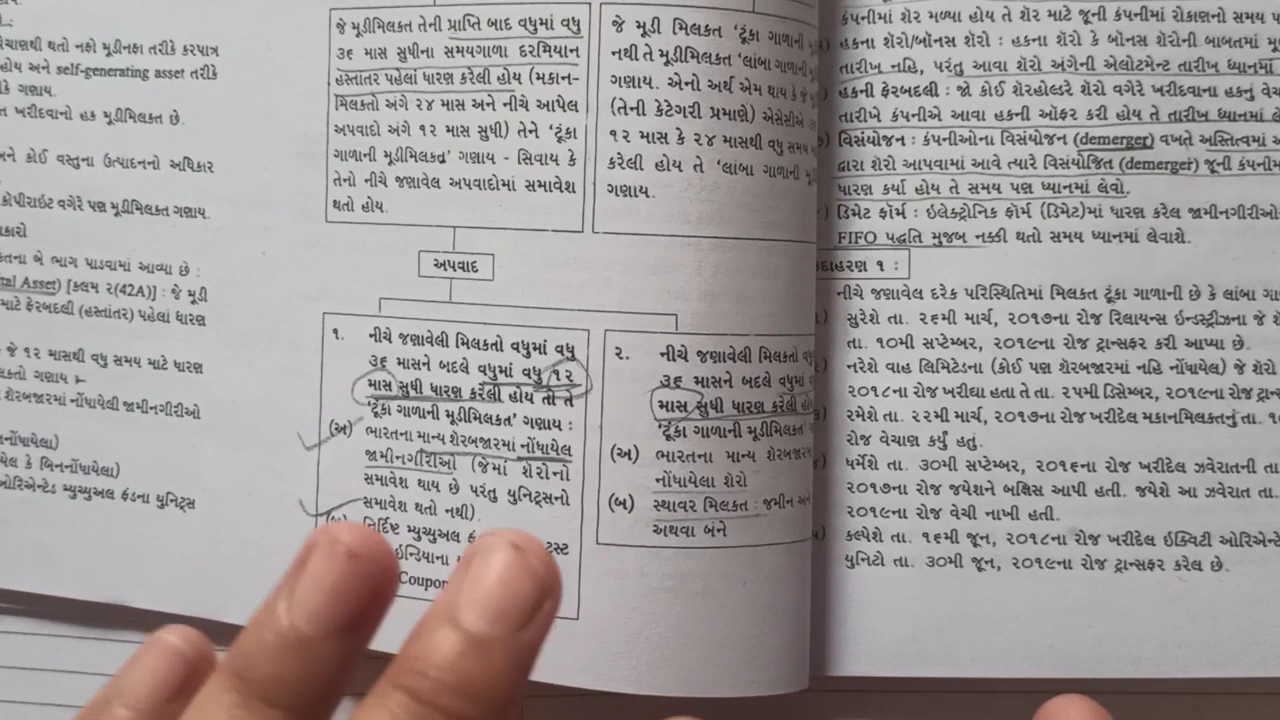 વેચાણથી થતો નફો મૂડીનફા તરીકે કરપાત્ર
હોય અને self-generating asset તરીકે
ગણાય.
ખરીદવાનો હક મૂડીમિલકત છે.
અને કોઈ વસ્તુના ઉત્પાદનનો અધિકાર
કોપીરાઇટ વગેરે પણ મૂડીમિલકત ગણાય.
બે ભાગ પાડવામાં આવ્યા છે :
Asset) [કલમ ૨(42A)] : જે મૂડી
માટે ફેરબદલી (હસ્તાંતર) પહેલાં ધારણ
જે ૧૨ માસથી વધુ સમય માટે ધારણ
ગણાય
શેરબજારમાં નોંધાયેલી જામીનગીરીઓ
કે બિનનોંધાયેલા)
મ્યુચ્યુઅલ ફંડના યુનિટ્સ
જે મૂડીમિલકત તેની પ્રાપ્તિ બાદ વધુમાં વધુ
૩૬ માસ સુધીના સમયગાળા દરમિયાન
હસ્તાંતર પહેલાં ધારણ કરેલી હોય (મકાન-
મિલકતો અંગે ૨૪ માસ અને નીચે આપેલ
અપવાદો અંગે ૧૨ માસ સુધી) તેને ‘ટૂંકા
ગાળાની મૂડીમિલકત’ ગણાય - સિવાય કે
તેનો નીચે જણાવેલ અપવાદોમાં સમાવેશ
થતો હોય.
જે મૂડી મિલકત ‘ટૂંકા ગાળાની
નથી તે મૂડીમિલકત ‘લાંબા ગાળાની
ગણાય. એનો અર્થ એમ થાય કે જે
(તેની કેટેગરી પ્રમાણે) એસેસીએ
૧૨ માસ કે ૨૪ માસથી વધુ સમય
કરેલી હોય તે ‘લાંબા ગાળાની
ગણાય.
અપવાદ
૧. નીચે જણાવેલી મિલકતો વધુમાં વધુ
૩૬ માસને બદલે વધુમાં વધુ ૧૨
માસ સુધી ધારણ કરેલી હોય તો તે
‘ટૂંકા ગાળાની મૂડીમિલકત’ ગણાય :
(અ) ભારતના માન્ય શેરબજારમાં નોંધાયેલ
જામીનગીરીઓ (જેમાં શેરોનો
સમાવેશ થાય છે પરંતુ યુનિટ્સનો
સમાવેશ થતો નથી).
નિર્દિષ્ટ મ્યુચ્યુઅલ
ઇન્ડિયાના
Coupon
૨. નીચે જણાવેલી મિલકતો
૩૬ માસને બદલે વધુમાં
માસ સુધી ધારણ કરેલી
‘ટૂંકા ગાળાની મૂડીમિલકત’
(અ) ભારતના માન્ય શેરબજારમાં
નોંધાયેલા શેરો
(બ) સ્થાવર મિલકત : જમીન
અથવા બંને
કંપનીમાં શેર મળ્યા હોય તે શેર માટે જૂની કંપનીમાં રોકાણનો સમય
હકના શૅરો/બૉનસ શૅરો : હકના શૅરો કે બૉનસ શૅરોની બાબતમાં
તારીખ નહિ, પરંતુ આવા શૅરો અંગેની એલોટમેન્ટ તારીખ ધ્યાનમાં
હકની ફેરબદલી : જો કોઈ શૅરહોલ્ડરે શૅરો વગેરે ખરીદવાના હકનું
તારીખે કંપનીએ આવા હકની ઑફર કરી હોય તે તારીખ ધ્યાનમાં
વિસંયોજન : કંપનીઓના વિસંયોજન (demerger) વખતે અસ્તિત્વમાં
દ્વારા શૅરો આપવામાં આવે ત્યારે વિસંયોજિત (demerger) જૂની
ધારણ કર્યા હોય તે સમય પણ ધ્યાનમાં લેવો.
ડિમેટ ફૉર્મ : ઇલેક્ટ્રોનિક ફૉર્મ (ડિમેટ)માં ધારણ કરેલ જામીનગીરીઓ
FIFO પદ્ધતિ મુજબ નક્કી થતો સમય ધ્યાનમાં લેવાશે.
ઉદાહરણ ૧ :
નીચે જણાવેલ દરેક પરિસ્થિતિમાં મિલકત ટૂંકા ગાળાની છે કે લાંબા
સુરેશે તા. ૨૬મી માર્ચ, ૨૦૧૭ના રોજ રિલાયન્સ ઇન્ડસ્ટ્રીઝના જે
તા. ૧૦મી સપ્ટેમ્બર, ૨૦૧૯ના રોજ ટ્રાન્સફર કરી આપ્યા છે.
નરેશે વાહ લિમિટેડના (કોઈ પણ શૅરબજારમાં નહિ નોંધાયેલ) જે શૅરો
૨૦૧૮ના રોજ ખરીદ્યા હતા તે તા. ૨૫મી ડિસેમ્બર, ૨૦૧૯ના રોજ
રમેશે તા. ૨૨મી માર્ચ, ૨૦૧૭ના રોજ ખરીદેલ મકાનમિલકતનું તા.
રોજ વેચાણ કર્યું હતું.
ધર્મેશે તા. ૩૦મી સપ્ટેમ્બર, ૨૦૧૬ના રોજ ખરીદેલ ઝવેરાતની
૨૦૧૭ના રોજ જયેશને બક્ષિસ આપી હતી. જયેશે આ ઝવેરાત તા.
૨૦૧૯ના રોજ વેચી નાખી હતી.
કલ્પેશે તા. ૧૬મી જૂન, ૨૦૧૮ના રોજ ખરીદેલ ઇક્વિટી
યુનિટો તા. ૩૦મી જૂન, ૨૦૧૯ના રોજ ટ્રાન્સફર કરેલ છે.